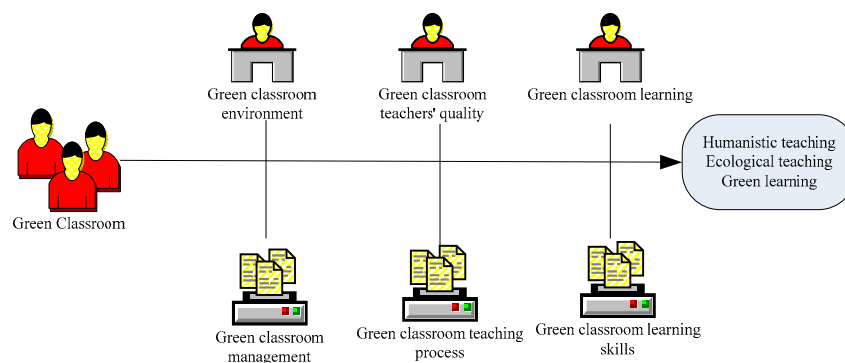 Green classroom
environment
Green classroom
teachers' quality
Green classroom learning
Humanistic teaching
Ecological teaching
Green learning
Green Classroom
Green classroom
management
Green classroom teaching
process
Green classroom learning
skills